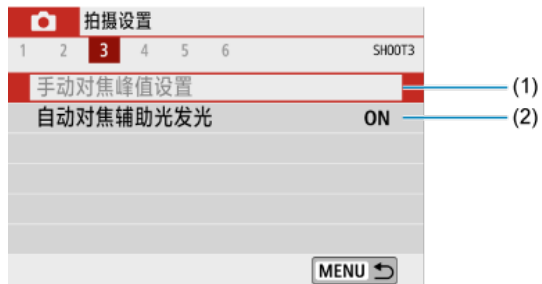 拍摄设置
1 2 3 4 5 6 SHOOT3
手动对焦峰值设置 (1)
自动对焦辅助光发光 ON (2)
MENU